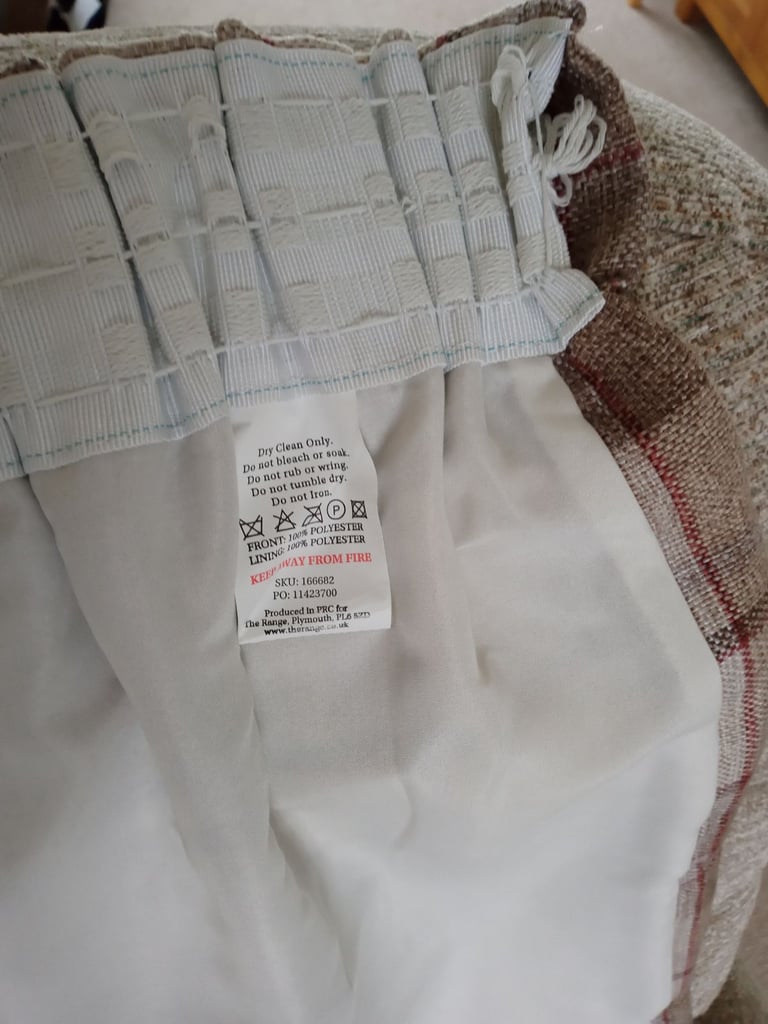 Dry Clean Only.
Do not bleach or soak.
Do not rub or wring.
Do not tumble dry.
Do not Iron.
P
FRONT: 100% POLYESTER
LINING: 100% POLYESTER
KEEP AWAY FROM FIRE
SKU: 166682
PO: 11423700
Produced in PRC for
The Range, Plymouth. PL6 8ZD
www.therange.co.uk